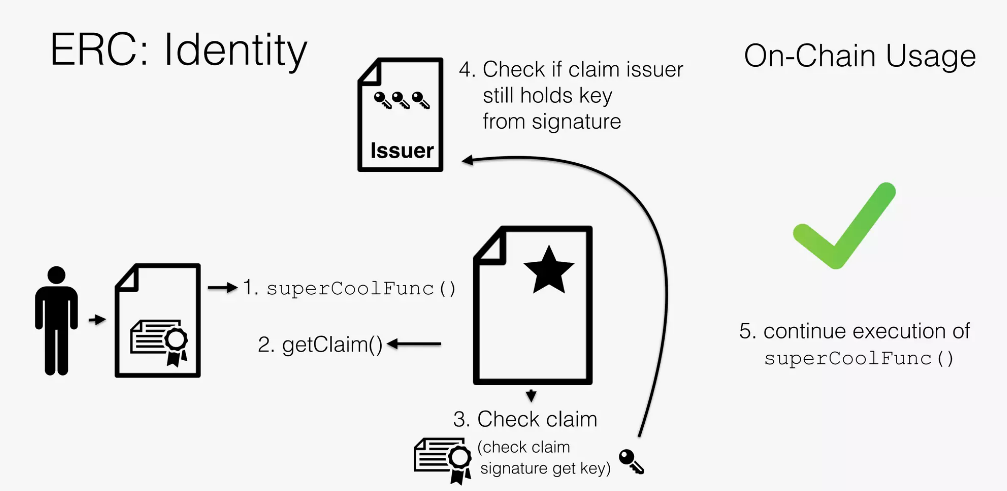 ERC: Identity
On-Chain Usage
4. Check if claim issuer
still holds key
from signature
Issuer
1. superCoolFunc()
2. getClaim()
3. Check claim
(check claim
signature get key)
5. continue execution of
superCoolFunc()